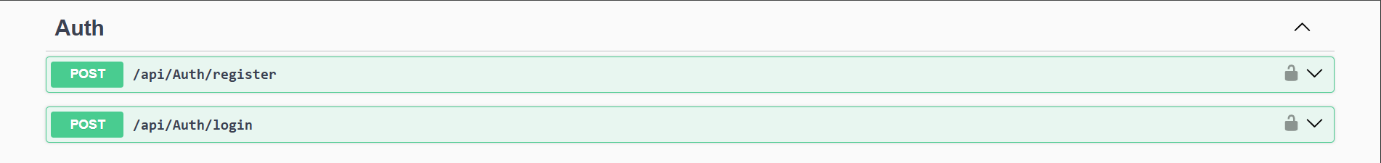 Auth
POST /api/Auth/register
POST /api/Auth/login